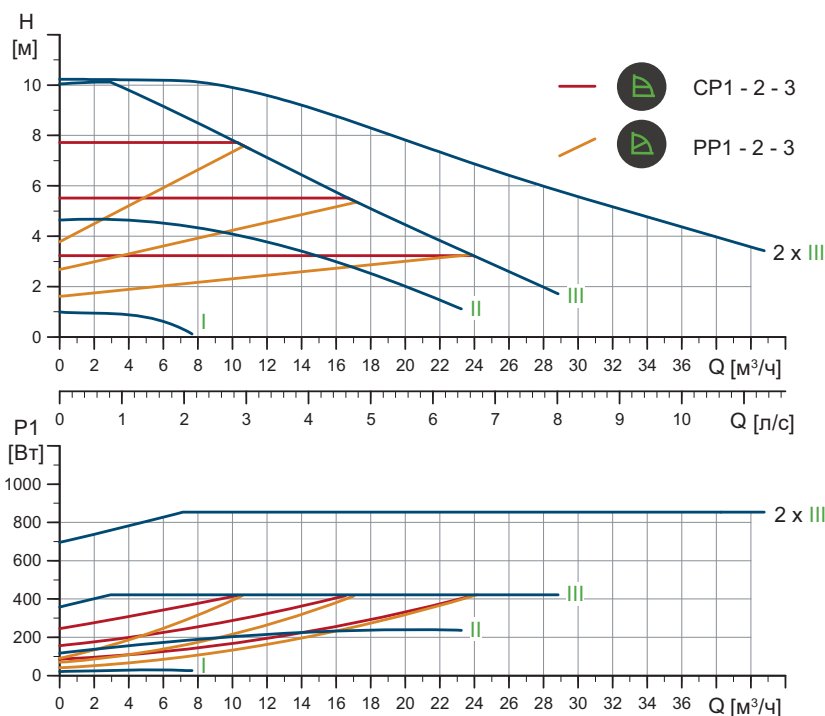 H
[м]
10
8
6
4
2
0
CP1 - 2 - 3
PP1 - 2 - 3
2 x III
III
II
I
0 2 4 6 8 10 12 14 16 18 20 22 24 26 28 30 32 34 36 Q [м³/ч]
0 1 2 3 4 5 6 7 8 9 10 Q [л/с]
P1
[Вт]
1000
800
600
400
200
0
2 x III
III
II
I
0 2 4 6 8 10 12 14 16 18 20 22 24 26 28 30 32 34 36 Q [м³/ч]